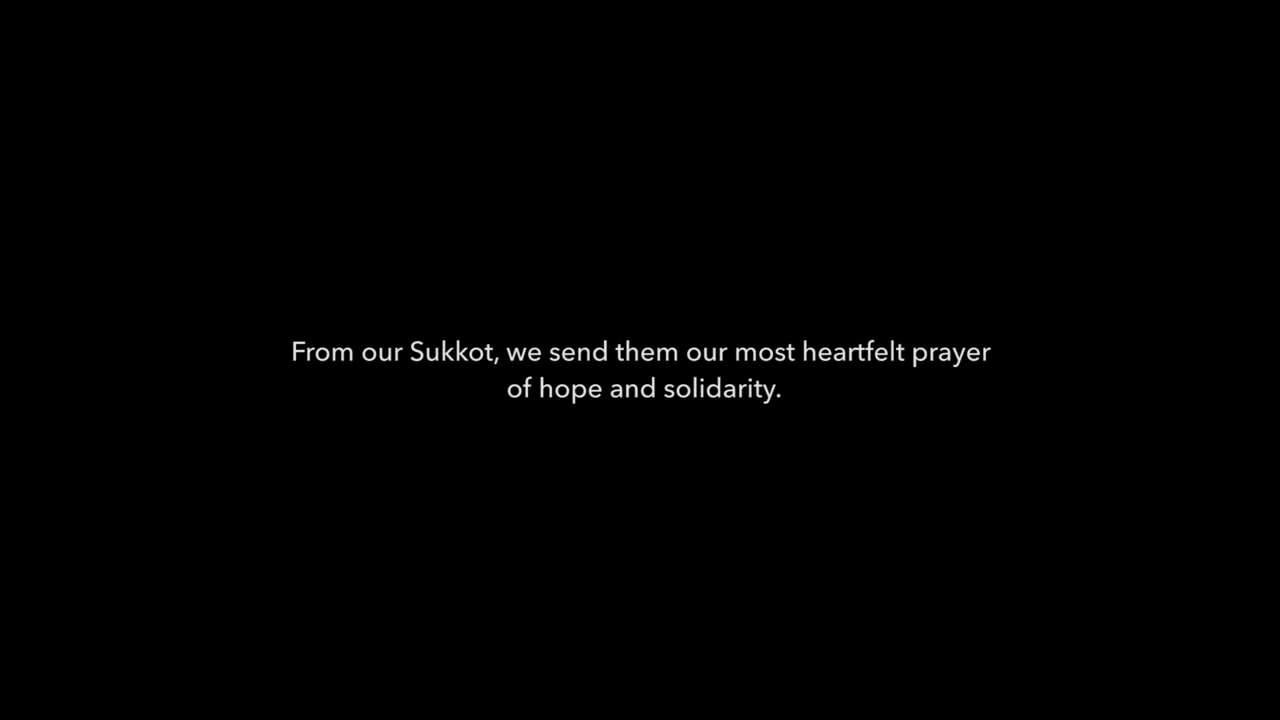 From our Sukkot, we send them our most heartfelt prayer
of hope and solidarity.